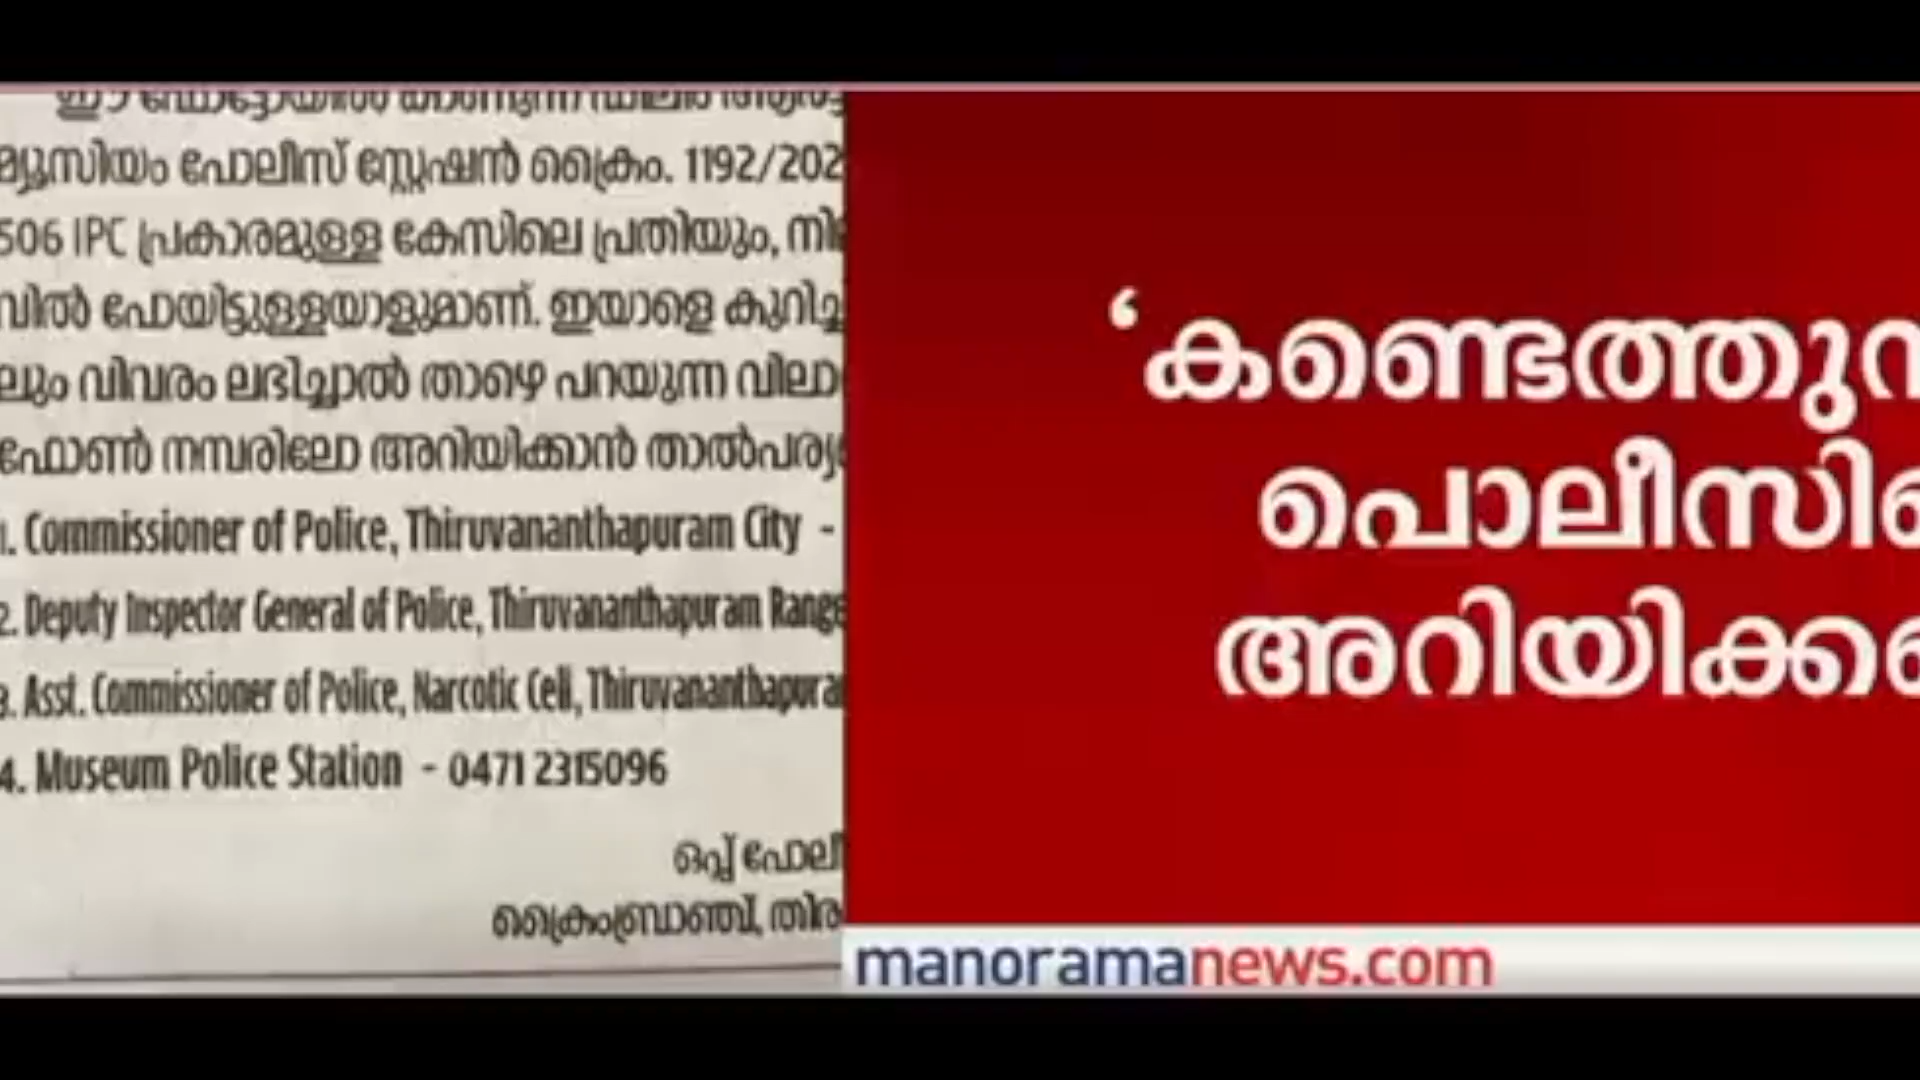 ഈ ഫോട്ടോയിൽ കാണുന്ന ഫിലിപ്
മ്യൂസിയം പോലീസ് സ്റ്റേഷൻ ക്രൈം. 1192/202
506 IPC പ്രകാരമുള്ള കേസിലെ പ്രതിയും,
വിൽ പോയിട്ടുള്ളയാളുമാണ്. ഇയാളെ കുറിച്ച
ലും വിവരം ലഭിച്ചാൽ താഴെ പറയുന്ന വിലാ
ഫോൺ നമ്പരിലോ അറിയിക്കാൻ താൽപര്യ
1. Commissioner of Police, Thiruvananthapuram City -
2. Deputy Inspector General of Police, Thiruvananthapuram Range
3. Asst. Commissioner of Police, Narcotic Cell, Thiruvananthapura
4. Museum Police Station - 0471 2315096
ഒപ്പ് പോലീ
ക്രൈംബ്രാഞ്ച്, തിര
‘കണ്ടെത്തുന
പൊലീസി
അറിയിക്ക
manoramanews.com